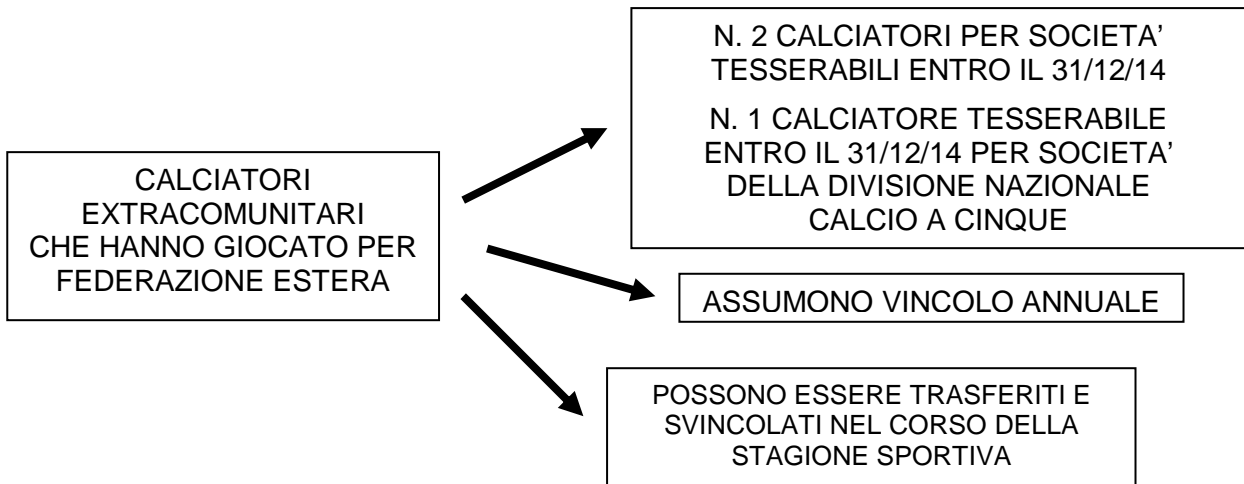 CALCIATORI
EXTRACOMUNITARI
CHE HANNO GIOCATO PER
FEDERAZIONE ESTERA
N. 2 CALCIATORI PER SOCIETA'
TESSERABILI ENTRO IL 31/12/14
N. 1 CALCIATORE TESSERABILE
ENTRO IL 31/12/14 PER SOCIETA'
DELLA DIVISIONE NAZIONALE
CALCIO A CINQUE
ASSUMONO VINCOLO ANNUALE
POSSONO ESSERE TRASFERITI E
SVINCOLATI NEL CORSO DELLA
STAGIONE SPORTIVA